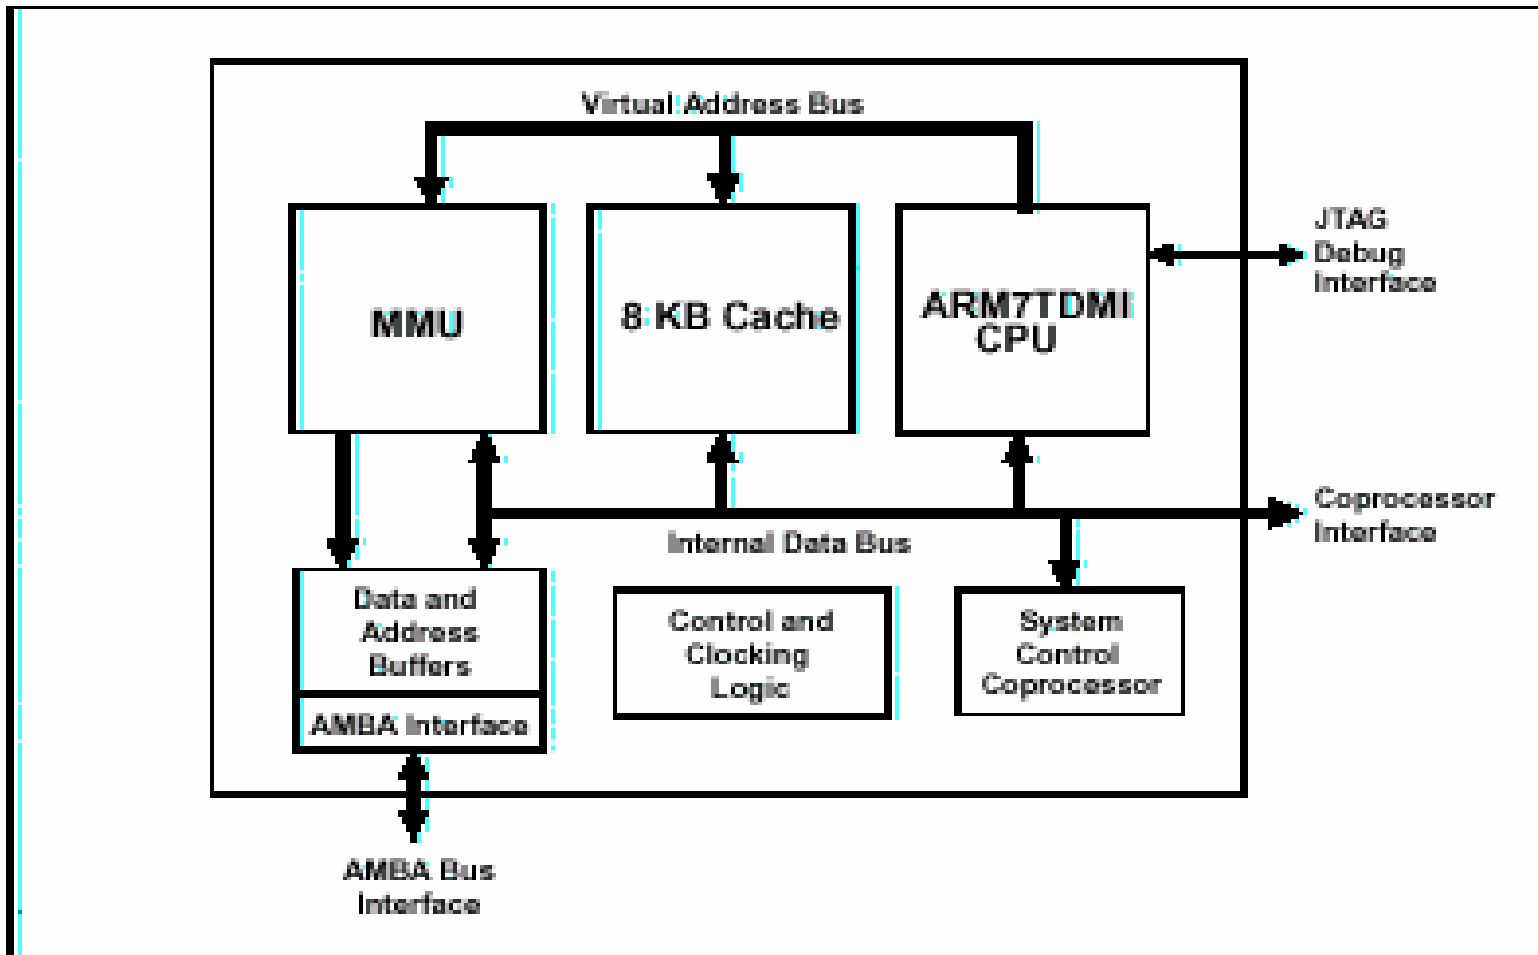 Virtual Address Bus
MMU
8 KB Cache
ARM7TDMI
CPU
JTAG
Debug
Interface
Coprocessor
Interface
Internal Data Bus
Data and
Address
Buffers
AMBA Interface
Control and
Clocking
Logic
System
Control
Coprocessor
AMBA Bus
Interface